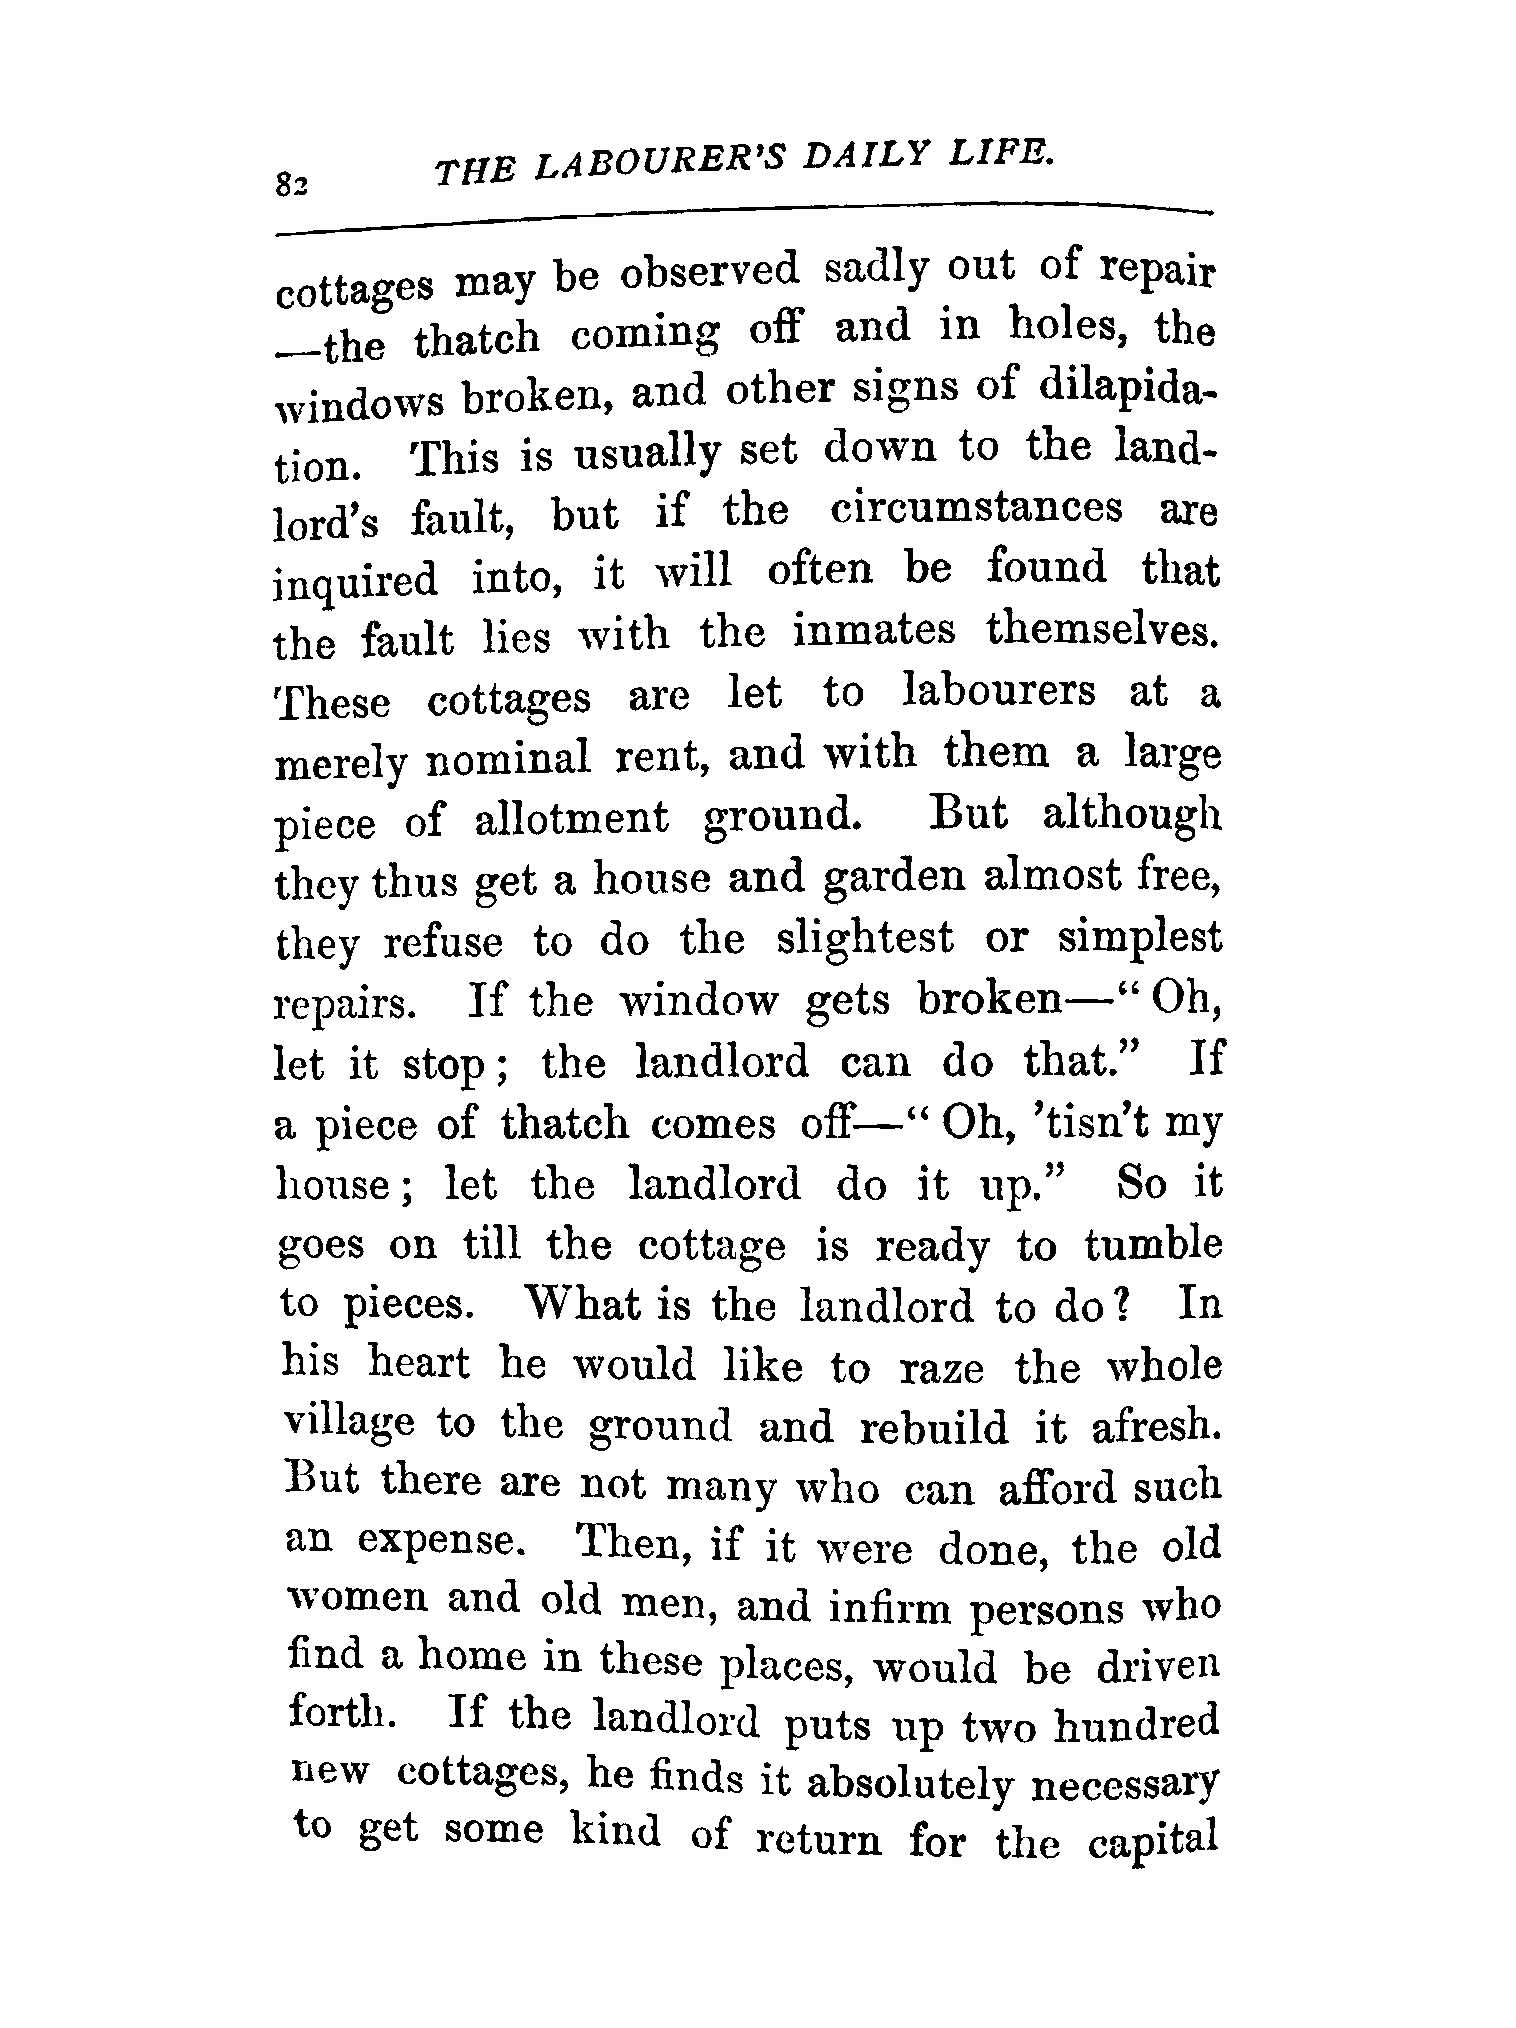 82 THE LABOURER'S DAILY LIFE.
cottages may be observed sadly out of repair
—the thatch coming off and in holes, the
windows broken, and other signs of dilapida-
tion. This is usually set down to the land-
lord's fault, but if the circumstances are
inquired into, it will often be found that
the fault lies with the inmates themselves.
These cottages are let to labourers at a
merely nominal rent, and with them a large
piece of allotment ground. But although
they thus get a house and garden almost free,
they refuse to do the slightest or simplest
repairs. If the window gets broken—“Oh,
let it stop; the landlord can do that.” If
a piece of thatch comes off—“Oh, ’tisn’t my
house; let the landlord do it up.” So it
goes on till the cottage is ready to tumble
to pieces. What is the landlord to do? In
his heart he would like to raze the whole
village to the ground and rebuild it afresh.
But there are not many who can afford such
an expense. Then, if it were done, the old
women and old men, and infirm persons who
find a home in these places, would be driven
forth. If the landlord puts up two hundred
new cottages, he finds it absolutely necessary
to get some kind of return for the capital